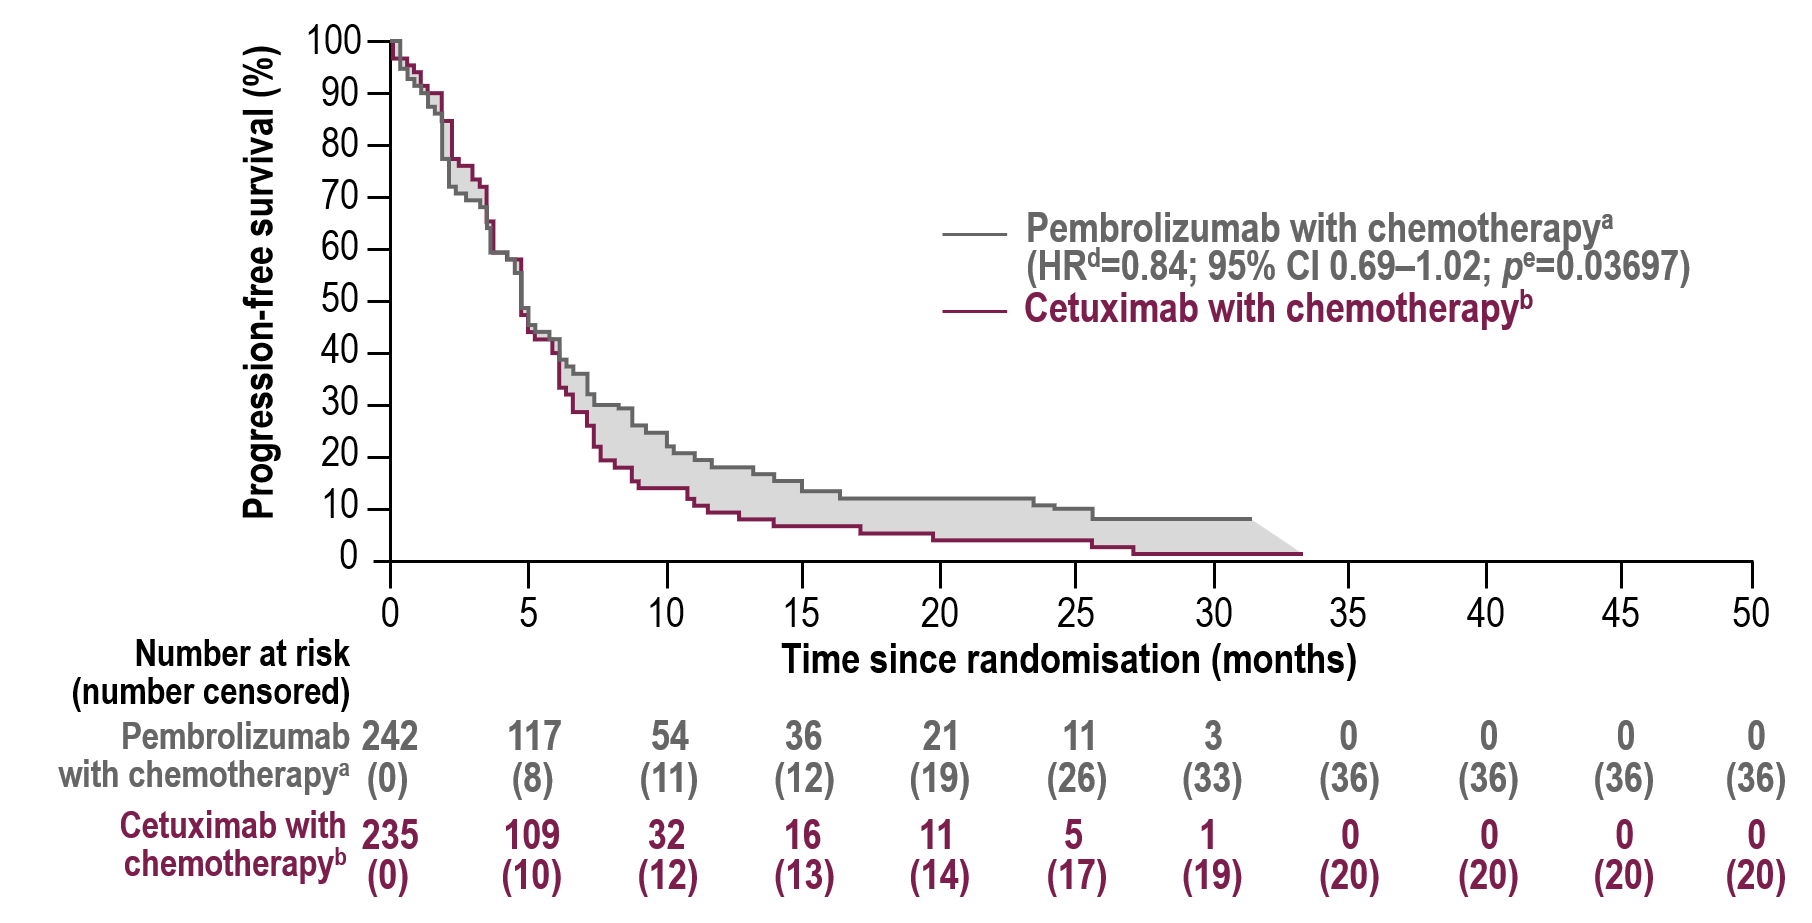 Progression-free survival (%)
100
90
80
70
60
50
40
30
20
10
0
Pembrolizumab with chemotherapyᵃ
(HRᵈ=0.84; 95% CI 0.69–1.02; pᵉ=0.03697)
Cetuximab with chemotherapyᵇ
0 5 10 15 20 25 30 35 40 45 50
Time since randomisation (months)
Number at risk
(number censored)
Pembrolizumab 242 117 54 36 21 11 3 0 0 0 0
with chemotherapyᵃ (0) (8) (11) (12) (19) (26) (33) (36) (36) (36) (36)
Cetuximab with 235 109 32 16 11 5 1 0 0 0 0
chemotherapyᵇ (0) (10) (12) (13) (14) (17) (19) (20) (20) (20) (20)